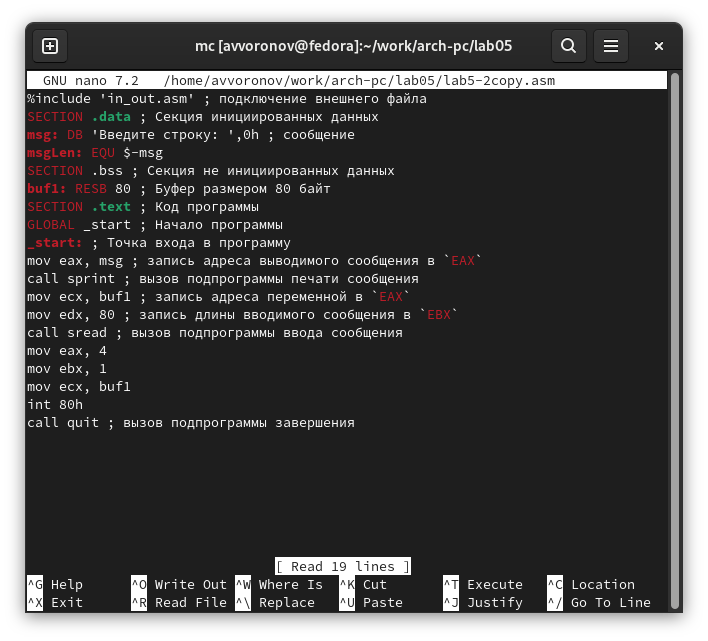 mc [avvoronov@fedora]:~/work/arch-pc/lab05
GNU nano 7.2 /home/avvoronov/work/arch-pc/lab05/lab5-2copy.asm
%include 'in_out.asm' ; подключение внешнего файла
SECTION .data ; Секция инициированных данных
msg: DB 'Введите строку: ',0h ; сообщение
msgLen: EQU $-msg
SECTION .bss ; Секция не инициированных данных
buf1: RESB 80 ; Буфер размером 80 байт
SECTION .text ; Код программы
GLOBAL _start ; Начало программы
_start: ; Точка входа в программу
mov eax, msg ; запись адреса выводимого сообщения в `EAX`
call sprint ; вызов подпрограммы печати сообщения
mov ecx, buf1 ; запись адреса переменной в `EAX`
mov edx, 80 ; запись длины вводимого сообщения в `EBX`
call sread ; вызов подпрограммы ввода сообщения
mov eax, 4
mov ebx, 1
mov ecx, buf1
int 80h
call quit ; вызов подпрограммы завершения
[ Read 19 lines ]
^G Help ^O Write Out ^W Where Is ^K Cut ^T Execute ^C Location
^X Exit ^R Read File ^\ Replace ^U Paste ^J Justify ^/ Go To Line